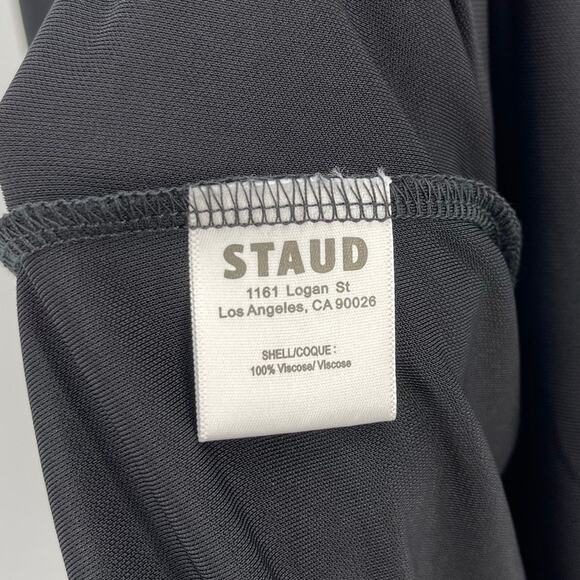 STAUD
1161 Logan St
Los Angeles, CA 90026
SHELL/COQUE :
100% Viscose/ Viscose